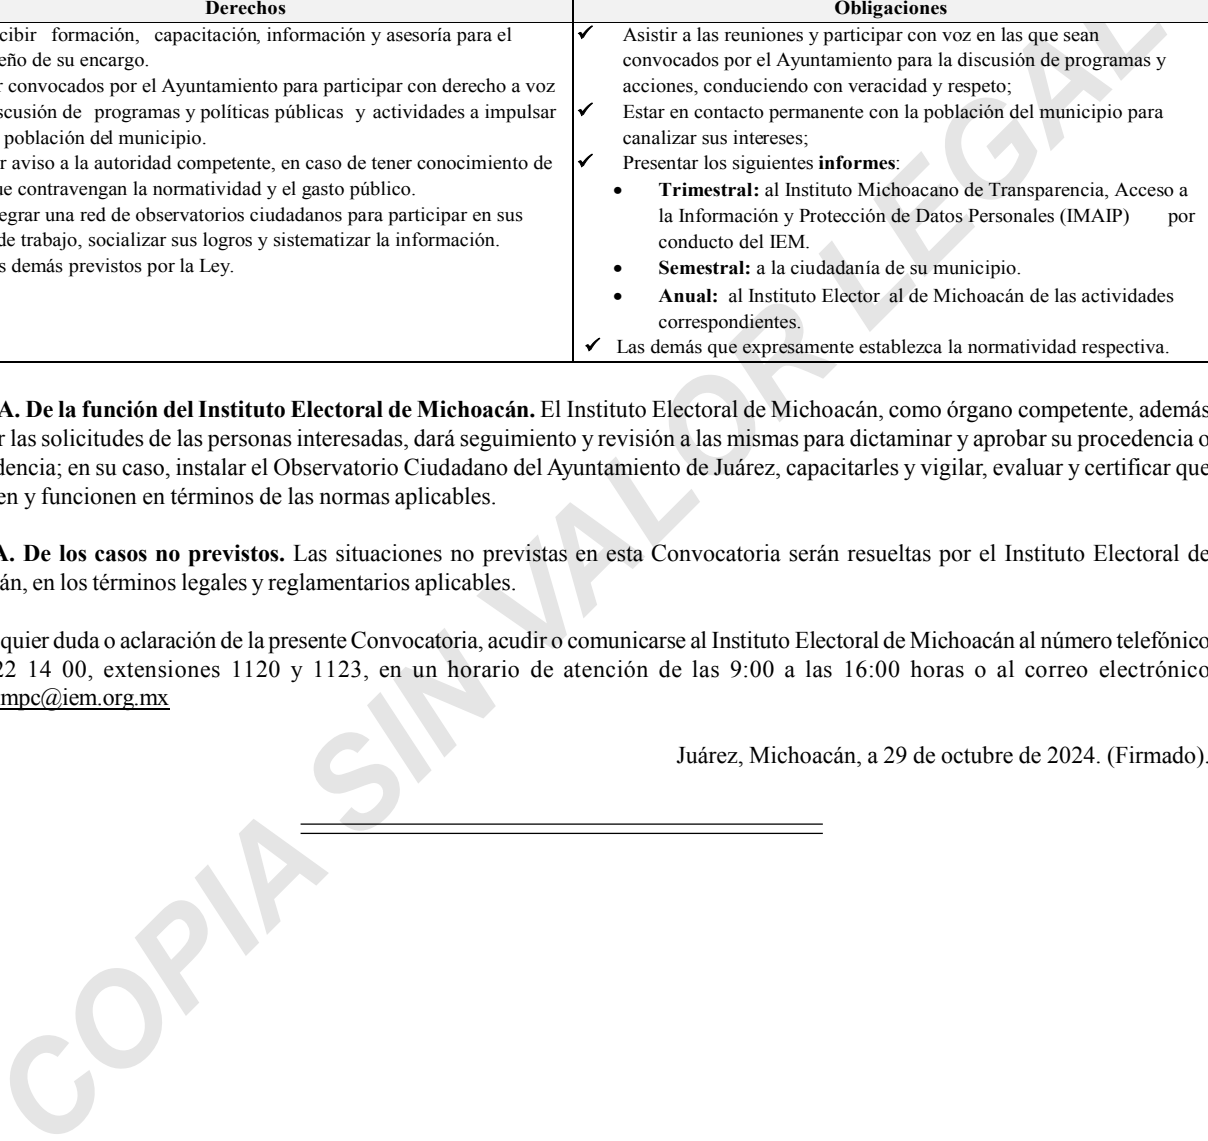 Derechos
cibir formación, capacitación, información y asesoría para el
eño de su encargo.
r convocados por el Ayuntamiento para participar con derecho a voz
scusión de programas y políticas públicas y actividades a impulsar
población del municipio.
r aviso a la autoridad competente, en caso de tener conocimiento de
ue contravengan la normatividad y el gasto público.
egrar una red de observatorios ciudadanos para participar en sus
de trabajo, socializar sus logros y sistematizar la información.
s demás previstos por la Ley.
Obligaciones
✓ Asistir a las reuniones y participar con voz en las que sean
convocados por el Ayuntamiento para la discusión de programas y
acciones, conduciendo con veracidad y respeto;
✓ Estar en contacto permanente con la población del municipio para
canalizar sus intereses;
✓ Presentar los siguientes informes:
• Trimestral: al Instituto Michoacano de Transparencia, Acceso a
la Información y Protección de Datos Personales (IMAIP) por
conducto del IEM.
• Semestral: a la ciudadanía de su municipio.
• Anual: al Instituto Elector al de Michoacán de las actividades
correspondientes.
✓ Las demás que expresamente establezca la normatividad respectiva.
A. De la función del Instituto Electoral de Michoacán. El Instituto Electoral de Michoacán, como órgano competente, además
r las solicitudes de las personas interesadas, dará seguimiento y revisión a las mismas para dictaminar y aprobar su procedencia o
dencia; en su caso, instalar el Observatorio Ciudadano del Ayuntamiento de Juárez, capacitarles y vigilar, evaluar y certificar que
en y funcionen en términos de las normas aplicables.
A. De los casos no previstos. Las situaciones no previstas en esta Convocatoria serán resueltas por el Instituto Electoral de
án, en los términos legales y reglamentarios aplicables.
quier duda o aclaración de la presente Convocatoria, acudir o comunicarse al Instituto Electoral de Michoacán al número telefónico
22 14 00, extensiones 1120 y 1123, en un horario de atención de las 9:00 a las 16:00 horas o al correo electrónico
mpc@iem.org.mx
Juárez, Michoacán, a 29 de octubre de 2024. (Firmado).
COPIA SIN VALOR LEGAL